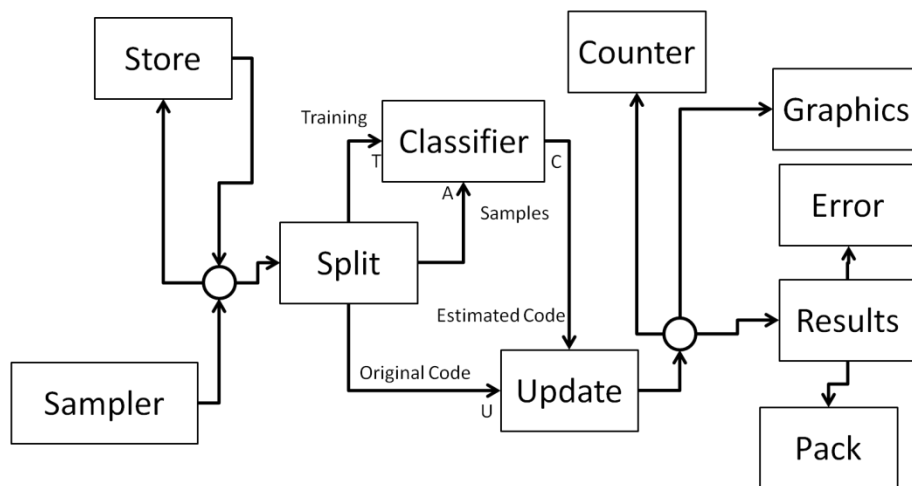 Store
Counter
Graphics
Training
Classifier
T
C
A
Samples
Error
Split
Results
Estimated Code
Original Code
Sampler
Update
U
Pack